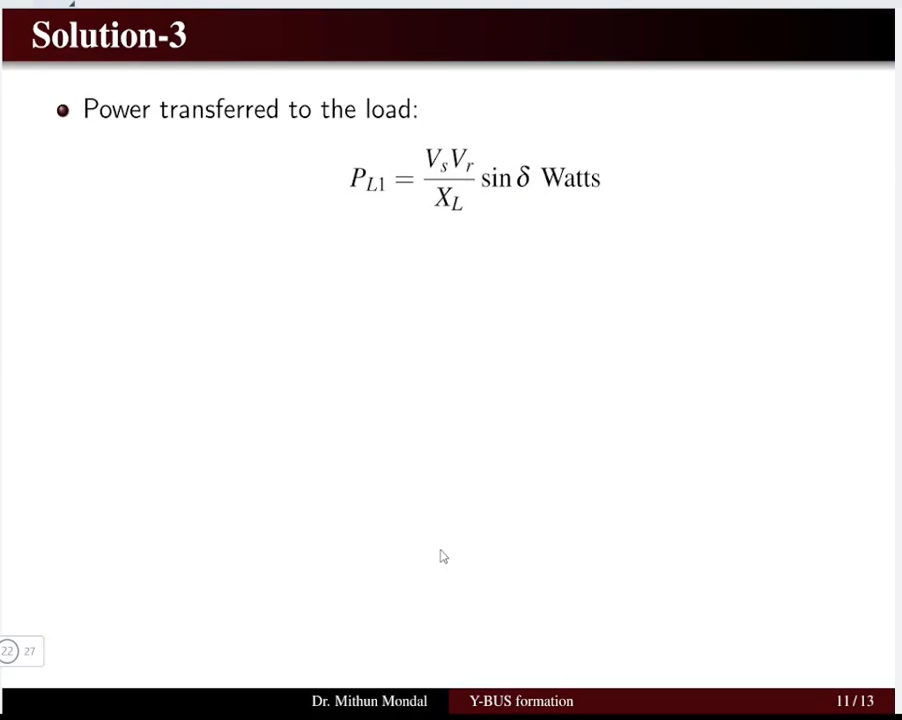 Solution-3
Power transferred to the load:
$P_{L1} = \frac{V_s V_r}{X_L} \sin \delta$ Watts
22 27
Dr. Mithun Mondal Y-BUS formation 11 / 13